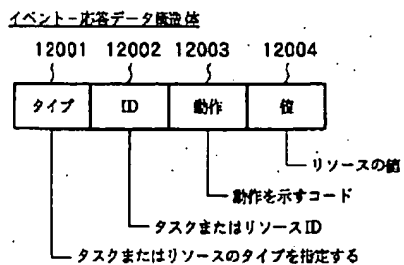 イベント－応答データ構造体
12001 12002 12003 12004
タイプ ID 動作 値
リソースの値
動作を示すコード
タスクまたはリソースID
タスクまたはリソースのタイプを指定する